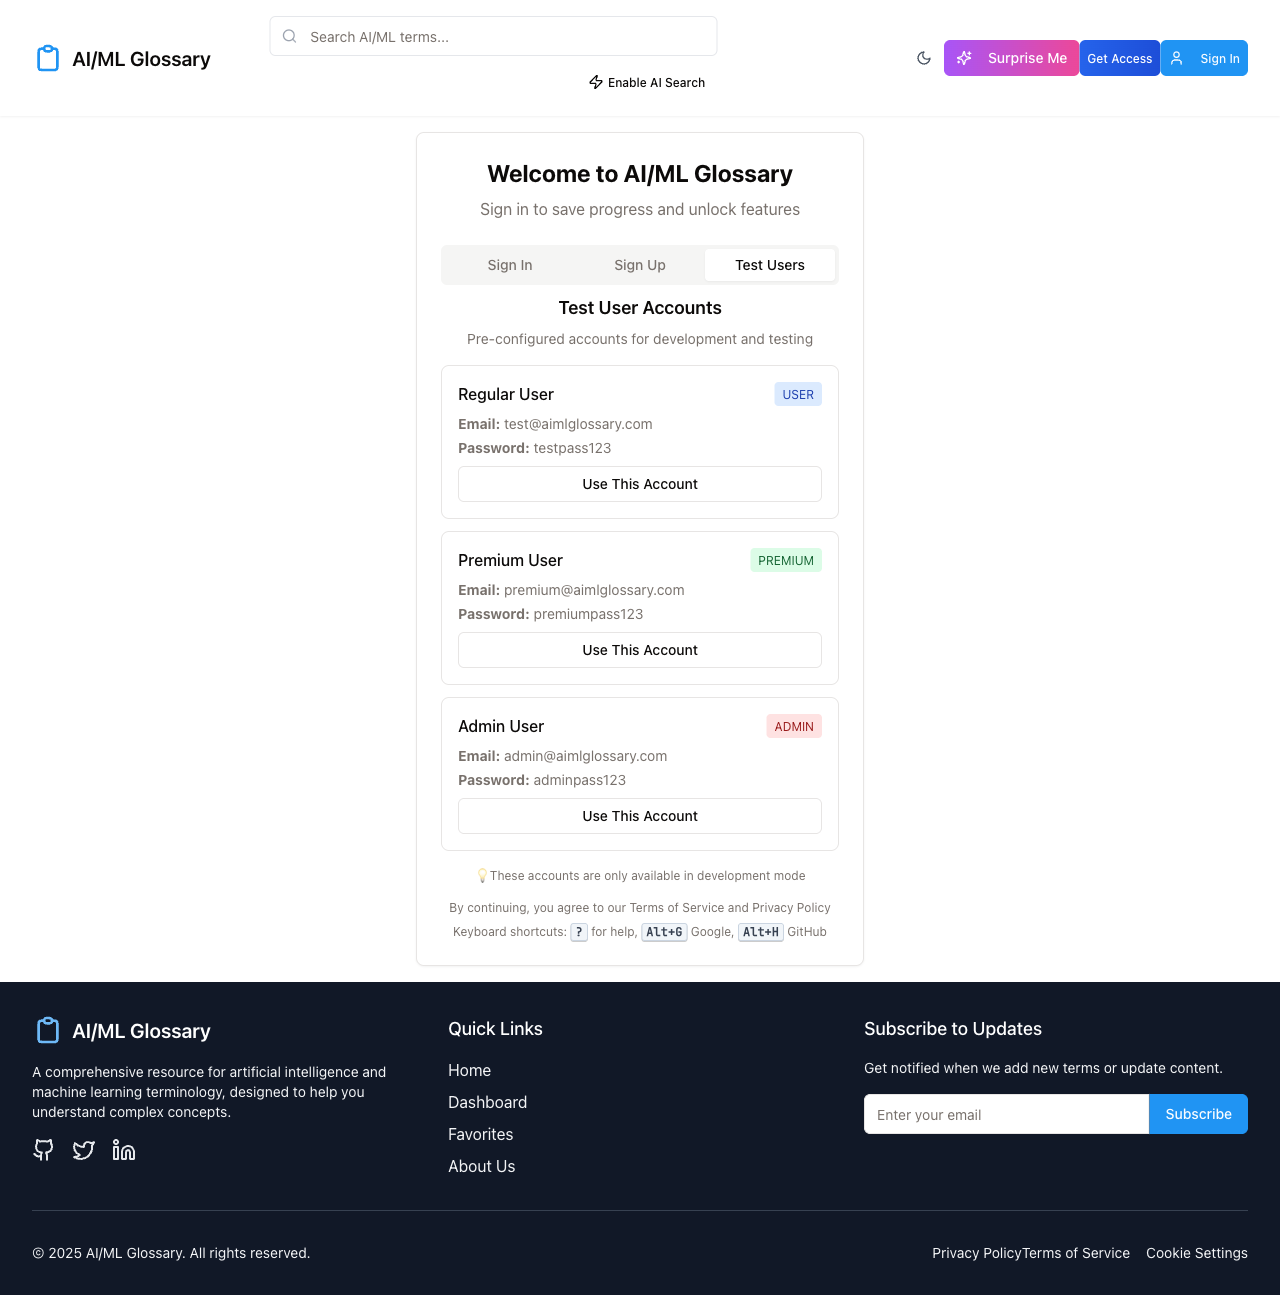 AI/ML Glossary
Search AI/ML terms...
Enable AI Search
Surprise Me
Get Access
Sign In
Welcome to AI/ML Glossary
Sign in to save progress and unlock features
Sign In
Sign Up
Test Users
Test User Accounts
Pre-configured accounts for development and testing
Regular User
USER
Email: test@aimlglossary.com
Password: testpass123
Use This Account
Premium User
PREMIUM
Email: premium@aimlglossary.com
Password: premiumpass123
Use This Account
Admin User
ADMIN
Email: admin@aimlglossary.com
Password: adminpass123
Use This Account
💡These accounts are only available in development mode
By continuing, you agree to our Terms of Service and Privacy Policy
Keyboard shortcuts: ? for help, Alt+G Google, Alt+H GitHub
AI/ML Glossary
A comprehensive resource for artificial intelligence and
machine learning terminology, designed to help you
understand complex concepts.
Quick Links
Home
Dashboard
Favorites
About Us
Subscribe to Updates
Get notified when we add new terms or update content.
Enter your email
Subscribe
© 2025 AI/ML Glossary. All rights reserved.
Privacy Policy
Terms of Service
Cookie Settings